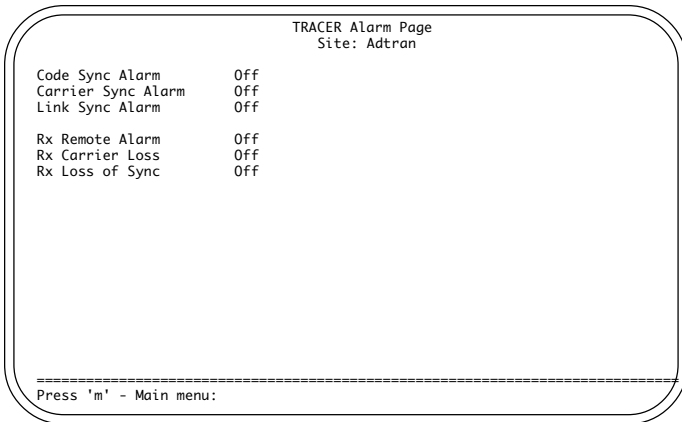 TRACER Alarm Page
Site: Adtran
Code Sync Alarm Off
Carrier Sync Alarm Off
Link Sync Alarm Off
Rx Remote Alarm Off
Rx Carrier Loss Off
Rx Loss of Sync Off
================================================================================
Press 'm' - Main menu: